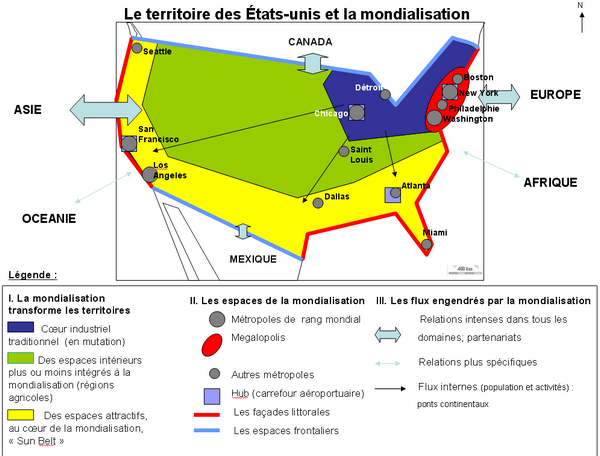 Le territoire des États-unis et la mondialisation
N
CANADA
Seattle
Boston
Détroit
New York
ASIE
EUROPE
Chicago
Philadelphie
Washington
San
Francisco
Saint
Louis
Los
Angeles
Atlanta
AFRIQUE
Dallas
OCEANIE
Miami
MEXIQUE
400 km
Légende :
I. La mondialisation
transforme les territoires
Cœur industriel
traditionnel (en mutation)
Des espaces intérieurs
plus ou moins intégrés à la
mondialisation (régions
agricoles)
Des espaces attractifs,
au cœur de la mondialisation,
« Sun Belt »
II. Les espaces de la mondialisation
Métropoles de rang mondial
Megalopolis
Autres métropoles
Hub (carrefour aéroportuaire)
Les façades littorales
Les espaces frontaliers
III. Les flux engendrés par la mondialisation
Relations intenses dans tous les
domaines; partenariats
Relations plus spécifiques
Flux internes (population et activités) :
ponts continentaux